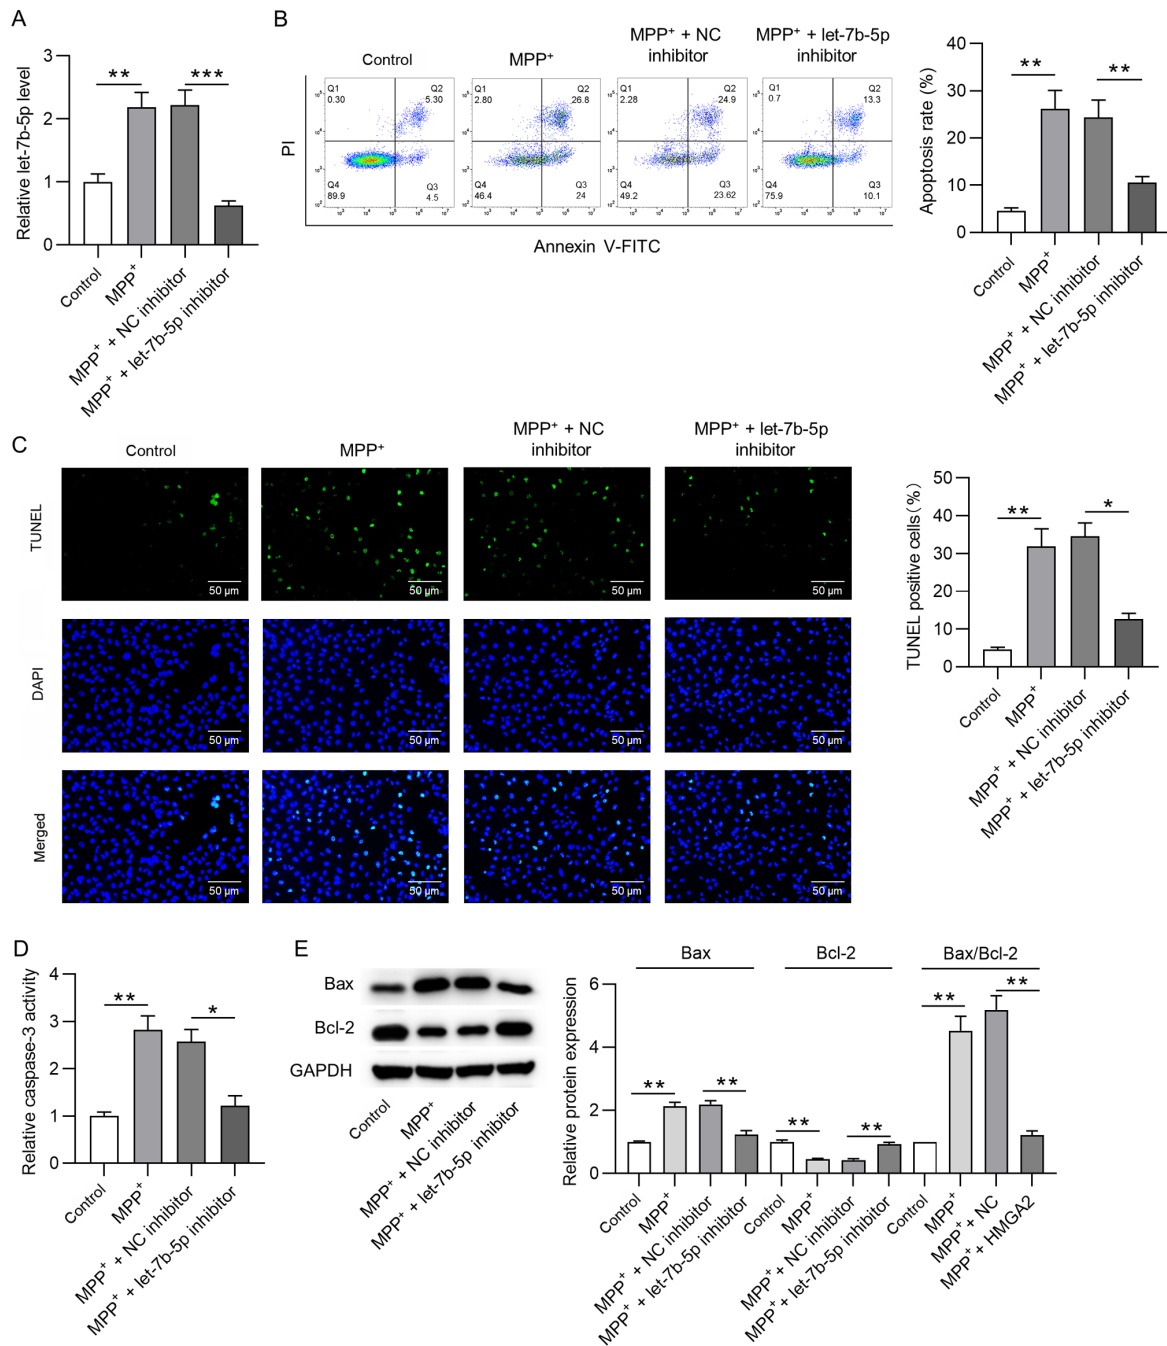 A
Relative let-7b-5p level
3
2
1
0
**
***
Control
MPP+
MPP+ + NC inhibitor
MPP+ + let-7b-5p inhibitor
B
Control
MPP+
MPP+ + NC
inhibitor
MPP+ + let-7b-5p
inhibitor
PI
Q1
0.30
Q2
5.30
Q4
89.9
Q3
4.5
Q1
2.80
Q2
26.8
Q4
46.4
Q3
24
Q1
2.28
Q2
24.9
Q4
49.2
Q3
23.62
Q1
0.7
Q2
13.3
Q4
75.9
Q3
10.1
Annexin V-FITC
Apoptosis rate (%)
40
30
20
10
0
**
**
Control
MPP+
MPP+ + NC inhibitor
MPP+ + let-7b-5p inhibitor
C
Control
MPP+
MPP+ + NC
inhibitor
MPP+ + let-7b-5p
inhibitor
TUNEL
50 µm
50 µm
50 µm
50 µm
DAPI
50 µm
50 µm
50 µm
50 µm
Merged
50 µm
50 µm
50 µm
50 µm
TUNEL positive cells(%)
50
40
30
20
10
0
**
*
Control
MPP+
MPP+ + NC inhibitor
MPP+ + let-7b-5p inhibitor
D
Relative caspase-3 activity
4
3
2
1
0
**
*
Control
MPP+
MPP+ + NC inhibitor
MPP+ + let-7b-5p inhibitor
E
Bax
Bcl-2
GAPDH
Control
MPP+
MPP+ + NC inhibitor
MPP+ + let-7b-5p inhibitor
Bax
Bcl-2
Bax/Bcl-2
Relative protein expression
6
4
2
0
**
**
**
**
**
**
Control
MPP+
MPP+ + NC inhibitor
MPP+ + let-7b-5p inhibitor
Control
MPP+
MPP+ + NC inhibitor
MPP+ + let-7b-5p inhibitor
Control
MPP+
MPP+ + NC
MPP+ + HMGA2